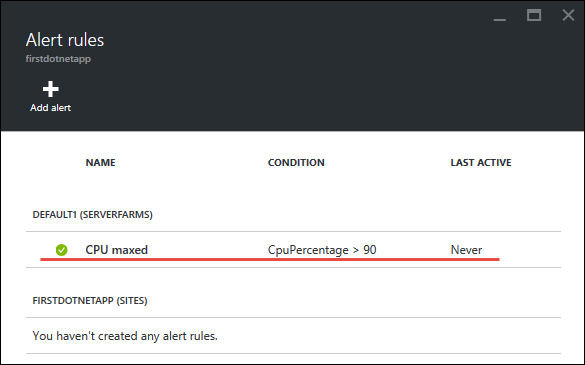 Alert rules
firstdotnetapp
Add alert
NAME CONDITION LAST ACTIVE
DEFAULT1 (SERVERFARMS)
CPU maxed CpuPercentage > 90 Never
FIRSTDOTNETAPP (SITES)
You haven't created any alert rules.